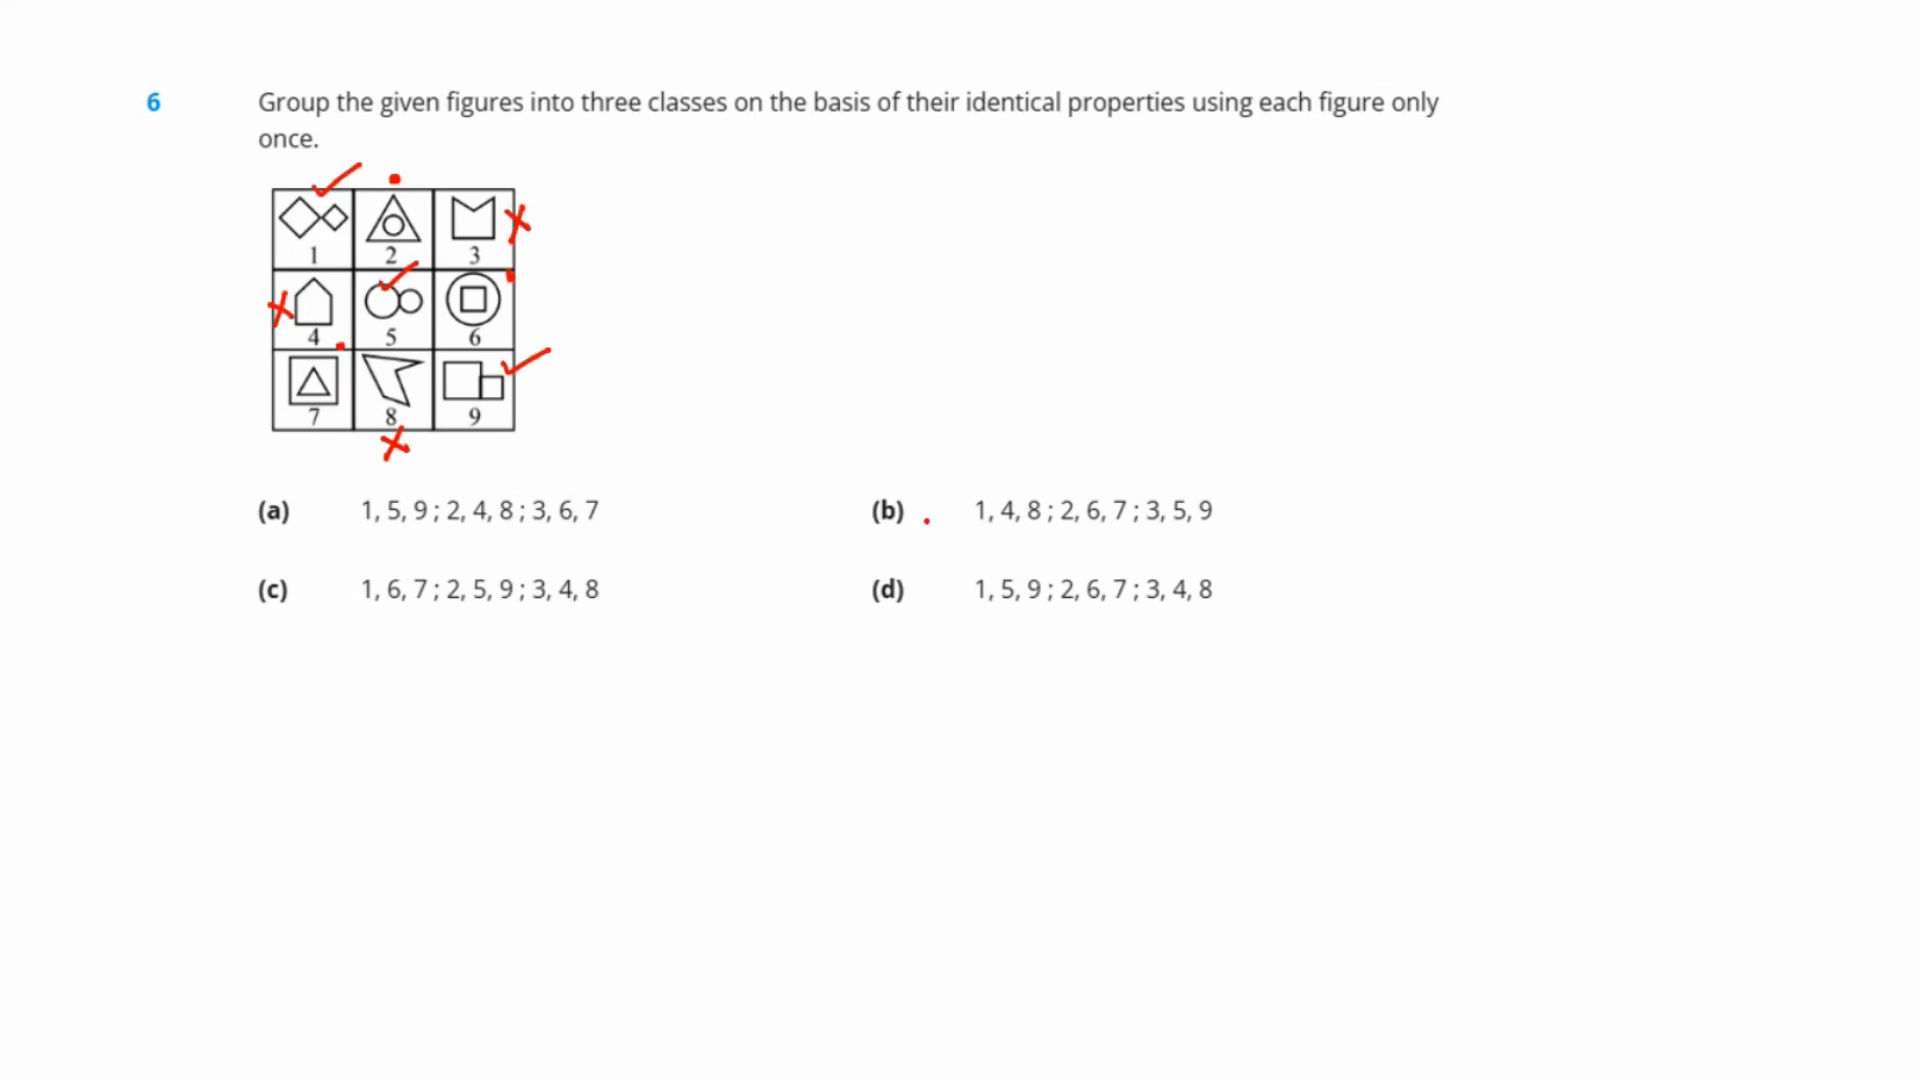 6 Group the given figures into three classes on the basis of their identical properties using each figure only
once.
1 2 3
4 5 6
7 8 9
(a) 1, 5, 9 ; 2, 4, 8 ; 3, 6, 7 (b) 1, 4, 8 ; 2, 6, 7 ; 3, 5, 9
(c) 1, 6, 7 ; 2, 5, 9 ; 3, 4, 8 (d) 1, 5, 9 ; 2, 6, 7 ; 3, 4, 8